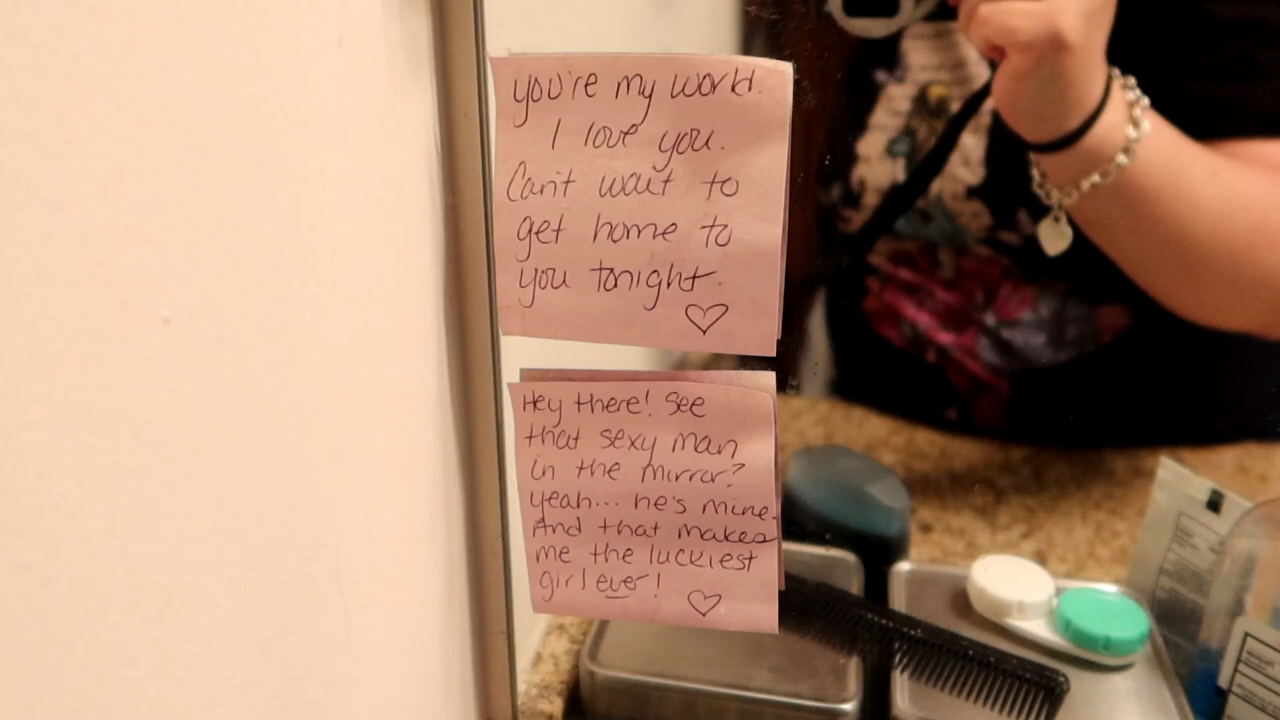 you're my world.
I love you.
Can't wait to
get home to
you tonight.
Hey there! See
that sexy man
in the mirror?
yeah... he's mine.
And that makes
me the luckiest
girl ever!